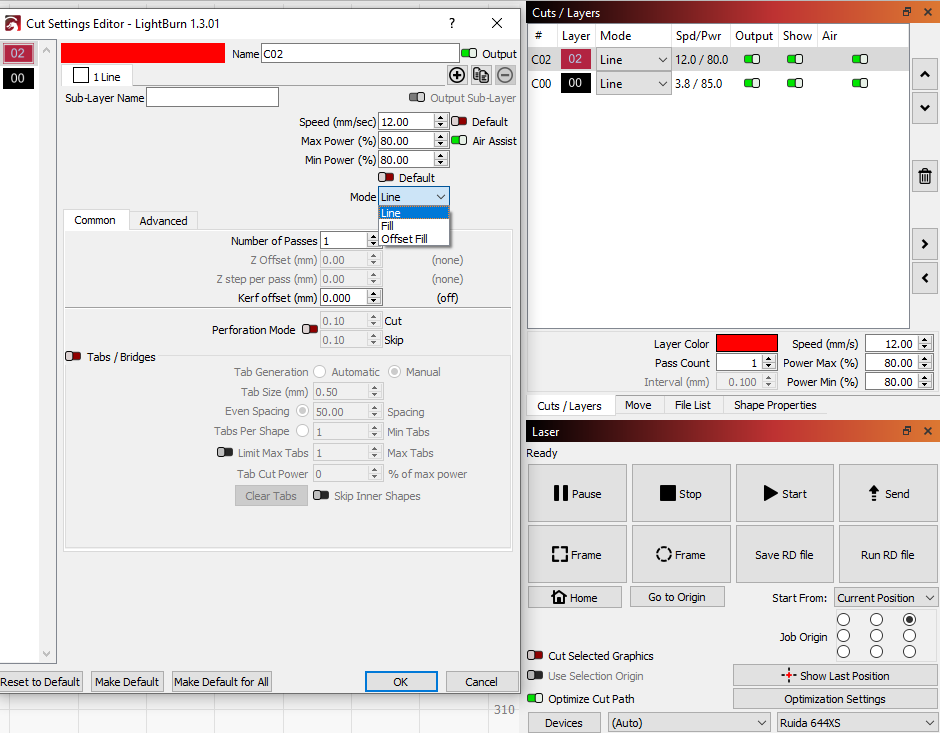 Cut Settings Editor - LightBurn 1.3.01 ?
02
00
Name C02 Output
1 Line
Sub-Layer Name Output Sub-Layer
Speed (mm/sec) 12.00 Default
Max Power (%) 80.00 Air Assist
Min Power (%) 80.00
Default
Mode Line
Line
Fill
Offset Fill
Common Advanced
Number of Passes 1
Z Offset (mm) 0.00 (none)
Z step per pass (mm) 0.00 (none)
Kerf offset (mm) 0.000 (off)
Perforation Mode 0.10 Cut
0.10 Skip
Tabs / Bridges
Tab Generation Automatic Manual
Tab Size (mm) 0.50
Even Spacing 50.00 Spacing
Tabs Per Shape 1 Min Tabs
Limit Max Tabs 1 Max Tabs
Tab Cut Power 0 % of max power
Clear Tabs Skip Inner Shapes
Reset to Default Make Default Make Default for All OK Cancel
310
Cuts / Layers
# Layer Mode Spd/Pwr Output Show Air
C02 02 Line 12.0 / 80.0
C00 00 Line 3.8 / 85.0
Layer Color Speed (mm/s) 12.00
Pass Count 1 Power Max (%) 80.00
Interval (mm) 0.100 Power Min (%) 80.00
Cuts / Layers Move File List Shape Properties
Laser
Ready
Pause Stop Start Send
Frame Frame Save RD file Run RD file
Home Go to Origin Start From: Current Position
Job Origin
Cut Selected Graphics
Use Selection Origin Show Last Position
Optimize Cut Path Optimization Settings
Devices (Auto) Ruida 644XS